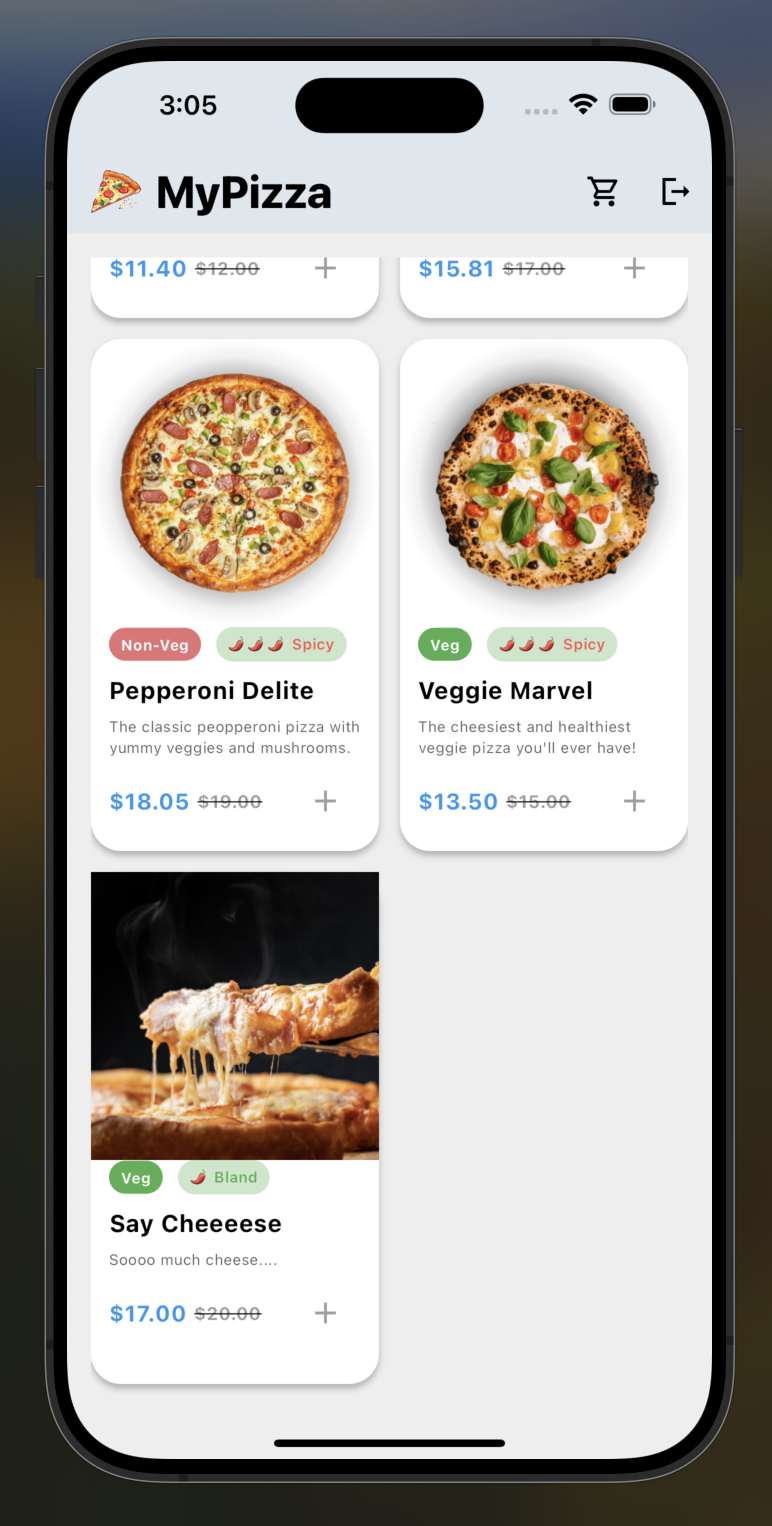 3:05
MyPizza
$11.40 $12.00
$15.81 $17.00
Non-Veg
Spicy
Pepperoni Delite
The classic peopperoni pizza with
yummy veggies and mushrooms.
$18.05 $19.00
Veg
Spicy
Veggie Marvel
The cheesiest and healthiest
veggie pizza you'll ever have!
$13.50 $15.00
Veg
Bland
Say Cheeeese
Soooo much cheese....
$17.00 $20.00